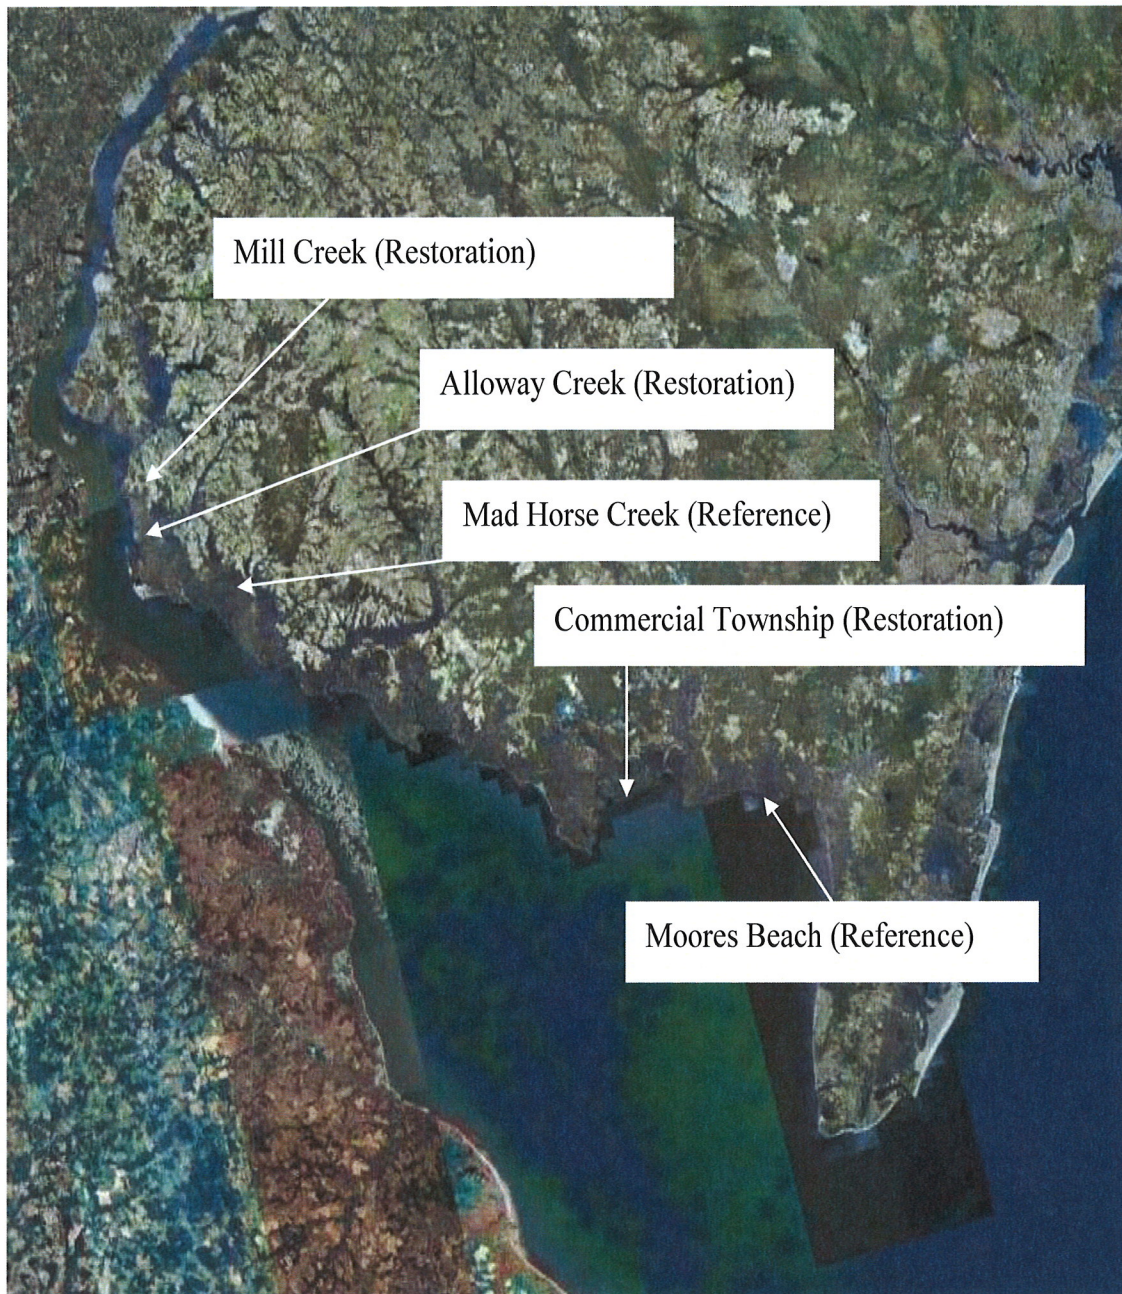 Mill Creek (Restoration)
Alloway Creek (Restoration)
Mad Horse Creek (Reference)
Commercial Township (Restoration)
Moores Beach (Reference)